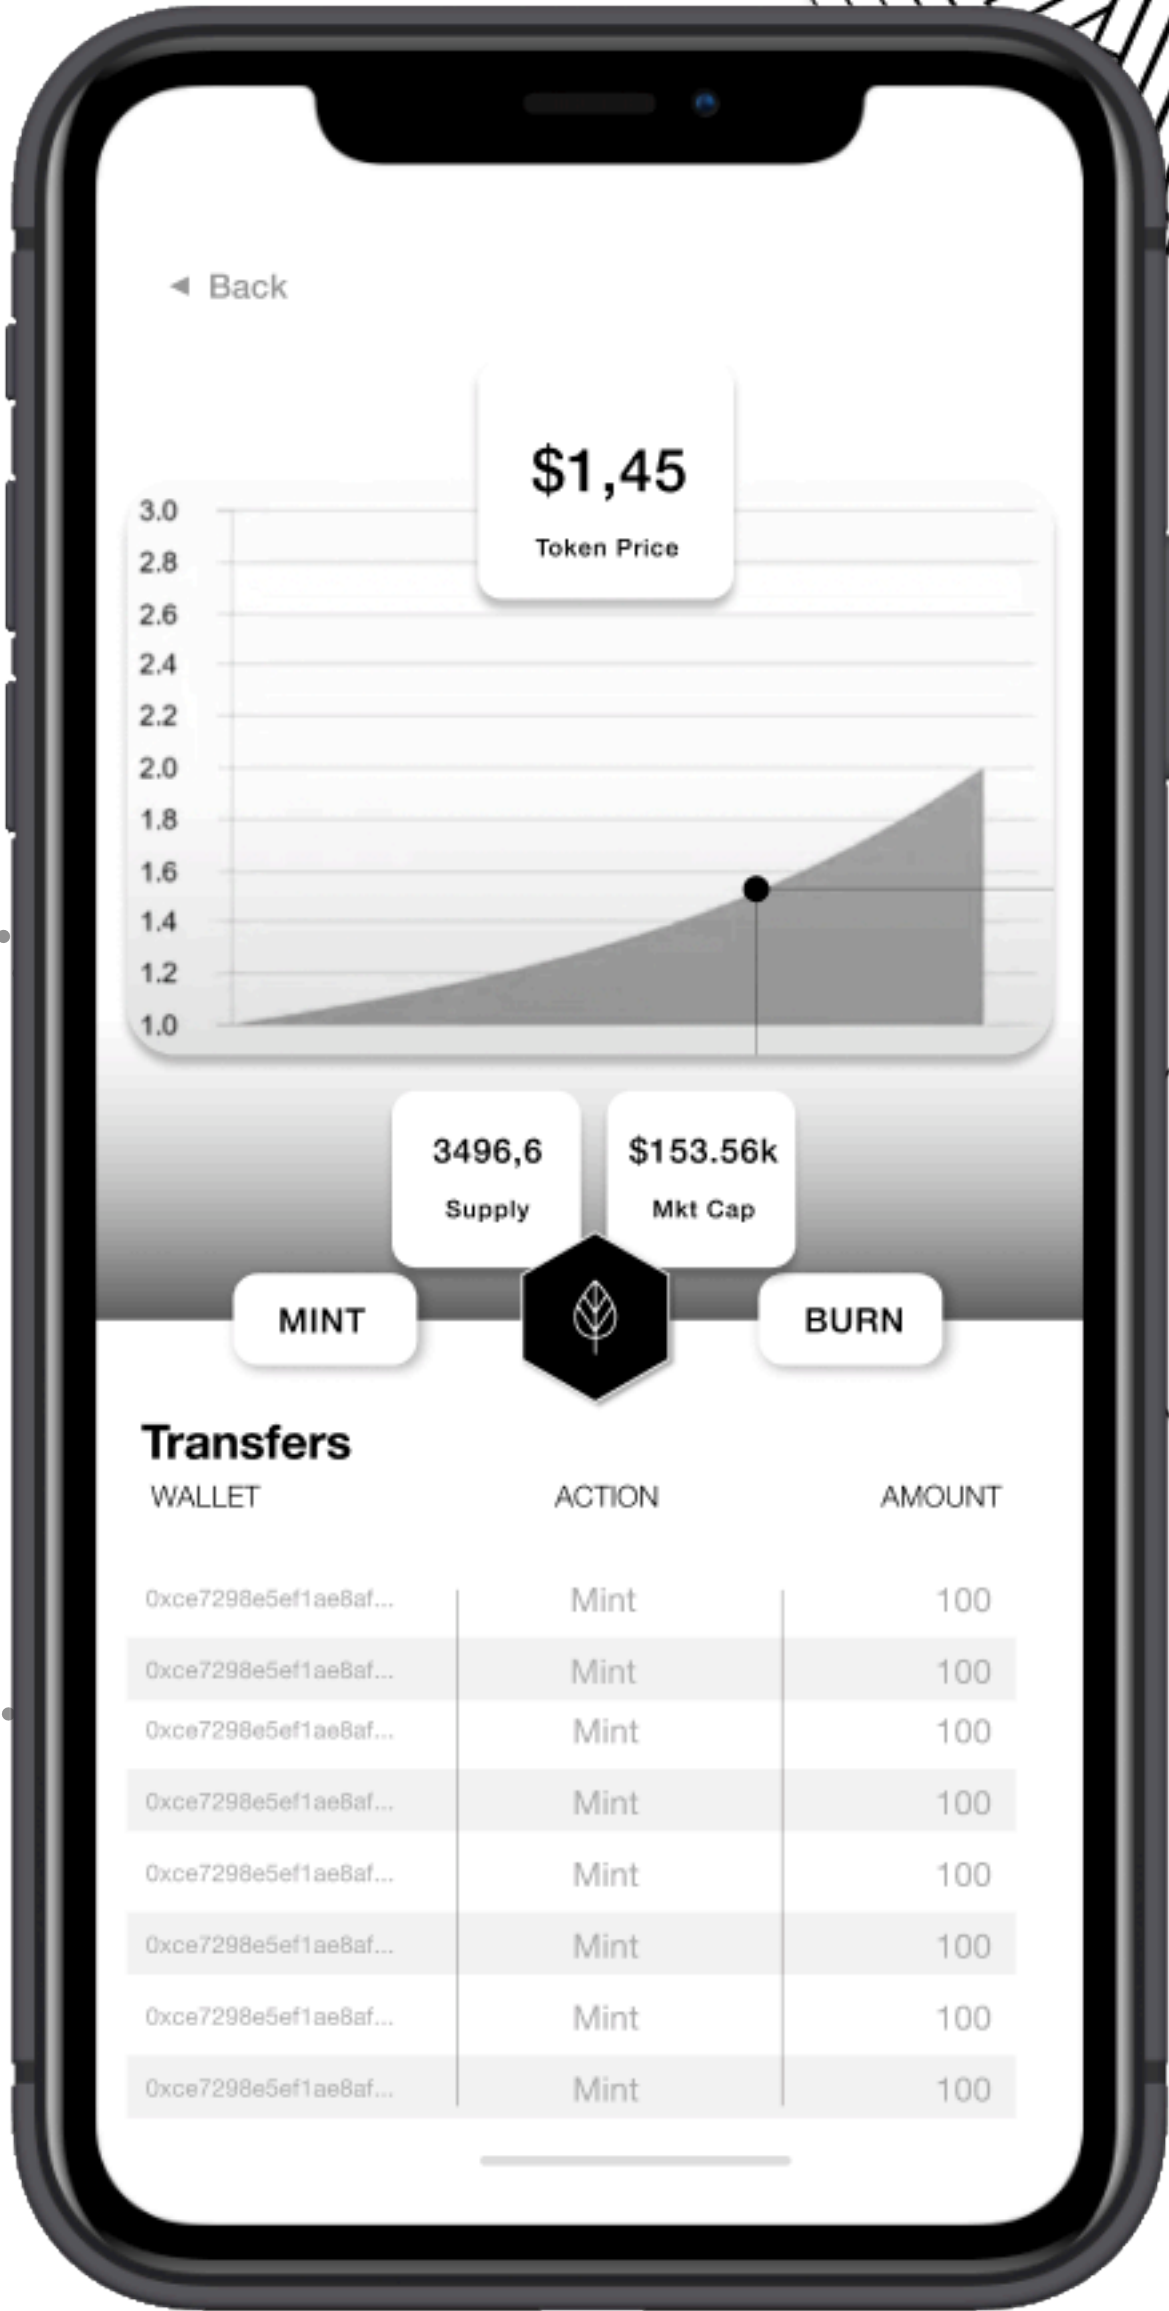 ◄ Back
$1,45
Token Price
3.0
2.8
2.6
2.4
2.2
2.0
1.8
1.6
1.4
1.2
1.0
3496,6
Supply
$153.56k
Mkt Cap
MINT
BURN
Transfers
WALLET ACTION AMOUNT
0xce7298e5ef1ae8af... Mint 100
0xce7298e5ef1ae8af... Mint 100
0xce7298e5ef1ae8af... Mint 100
0xce7298e5ef1ae8af... Mint 100
0xce7298e5ef1ae8af... Mint 100
0xce7298e5ef1ae8af... Mint 100
0xce7298e5ef1ae8af... Mint 100
0xce7298e5ef1ae8af... Mint 100